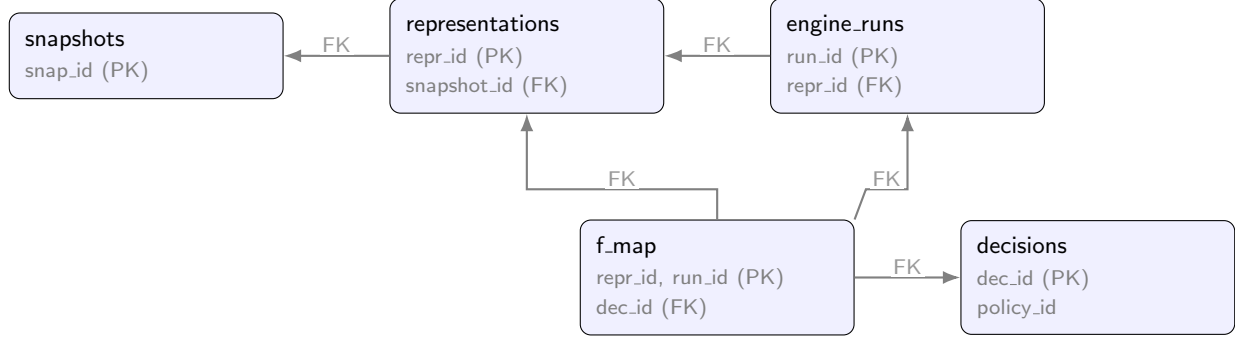 snapshots
snap_id (PK)
FK
representations
repr_id (PK)
snapshot_id (FK)
FK
engine_runs
run_id (PK)
repr_id (FK)
FK
FK
f_map
repr_id, run_id (PK)
dec_id (FK)
FK
decisions
dec_id (PK)
policy_id